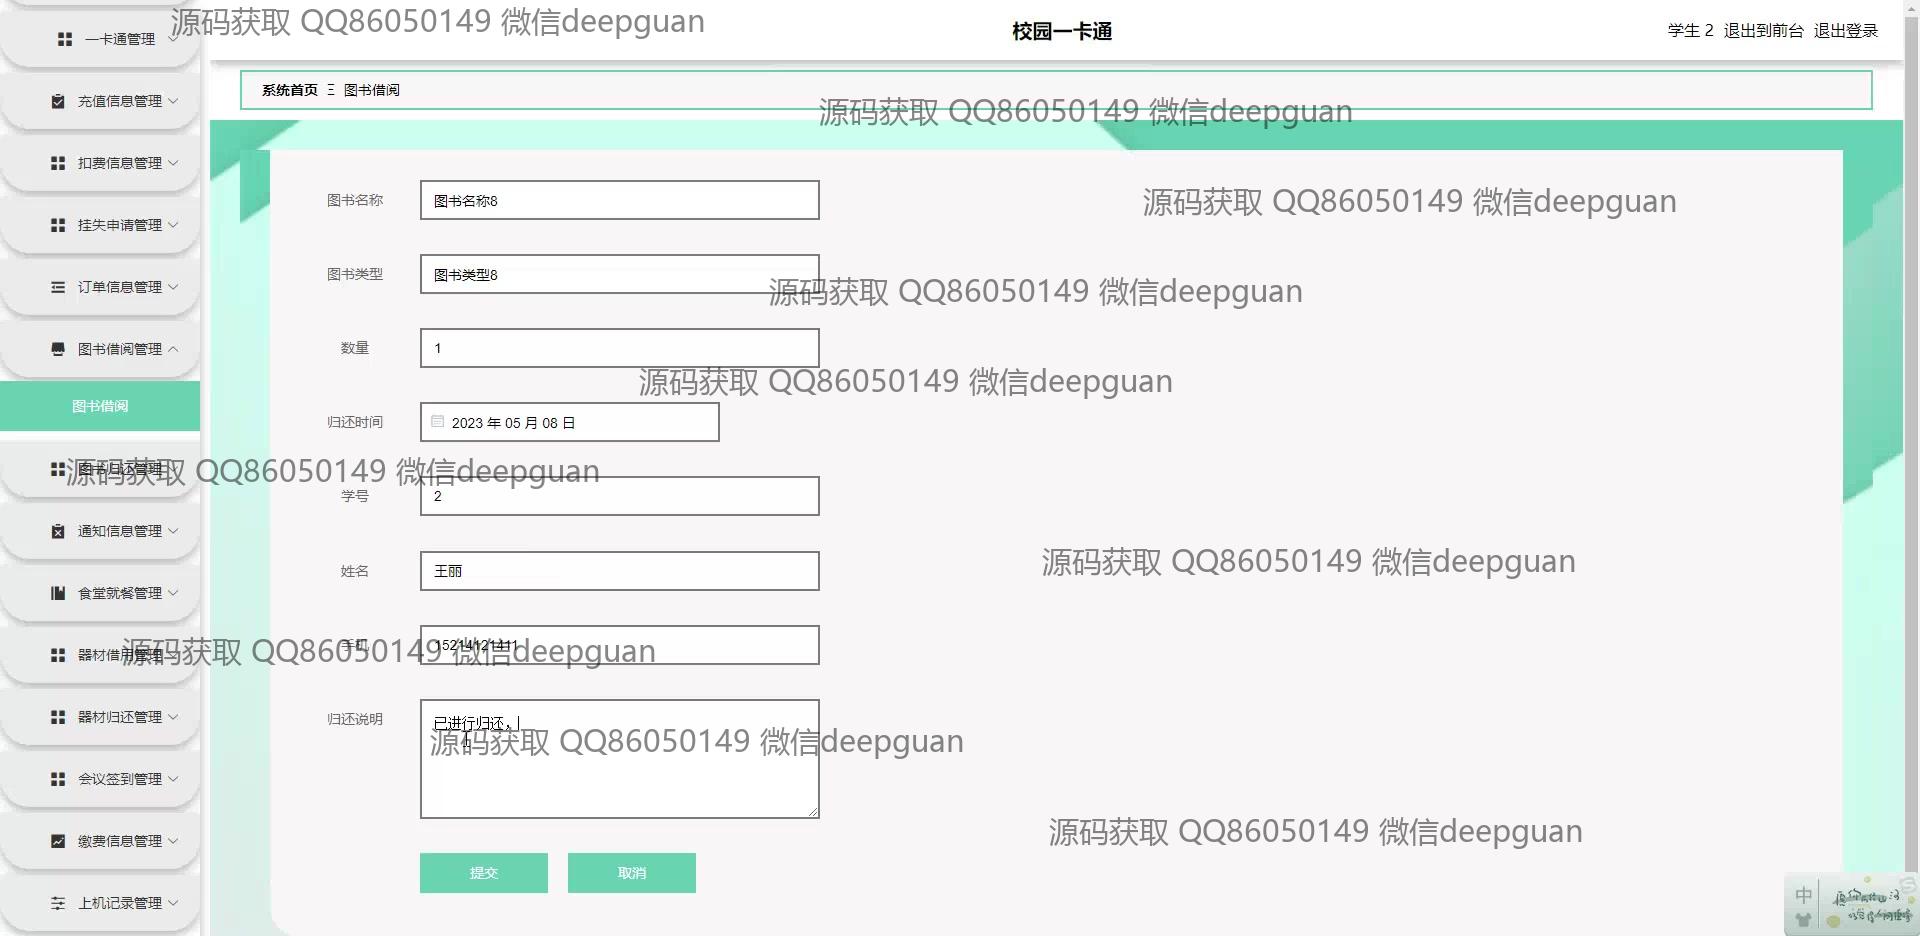 校园一卡通
学生 2 退出到前台 退出登录
系统首页 Ξ 图书借阅
一卡通管理
充值信息管理
扣费信息管理
挂失申请管理
订单信息管理
图书借阅管理
图书借阅
图书归还管理
通知信息管理
食堂就餐管理
器材借用管理
器材归还管理
会议签到管理
缴费信息管理
上机记录管理
图书名称 图书名称8
图书类型 图书类型8
数量 1
归还时间 2023 年 05 月 08 日
学号 2
姓名 王丽
手机 15214121411
归还说明 已进行归还，
提交 取消
源码获取 QQ86050149 微信deepguan
源码获取 QQ86050149 微信deepguan
源码获取 QQ86050149 微信deepguan
源码获取 QQ86050149 微信deepguan
源码获取 QQ86050149 微信deepguan
源码获取 QQ86050149 微信deepguan
源码获取 QQ86050149 微信deepguan
源码获取 QQ86050149 微信deepguan
源码获取 QQ86050149 微信deepguan
源码获取 QQ86050149 微信deepguan
中